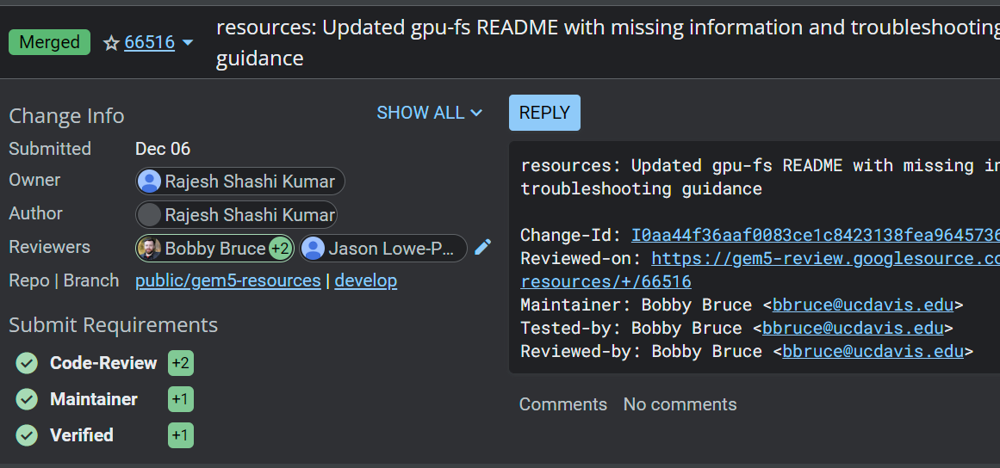 Merged 66516 resources: Updated gpu-fs README with missing information and troubleshooting
guidance
Change Info
SHOW ALL
Submitted Dec 06
Owner Rajesh Shashi Kumar
Author Rajesh Shashi Kumar
Reviewers Bobby Bruce +2 Jason Lowe-P...
Repo | Branch public/gem5-resources | develop
Submit Requirements
Code-Review +2
Maintainer +1
Verified +1
REPLY
resources: Updated gpu-fs README with missing
troubleshooting guidance
Change-Id: I0aa44f36aaf0083ce1c8423138fea9645736
Reviewed-on: https://gem5-review.googlesource.co
resources/+/66516
Maintainer: Bobby Bruce <bbruce@ucdavis.edu>
Tested-by: Bobby Bruce <bbruce@ucdavis.edu>
Reviewed-by: Bobby Bruce <bbruce@ucdavis.edu>
Comments No comments